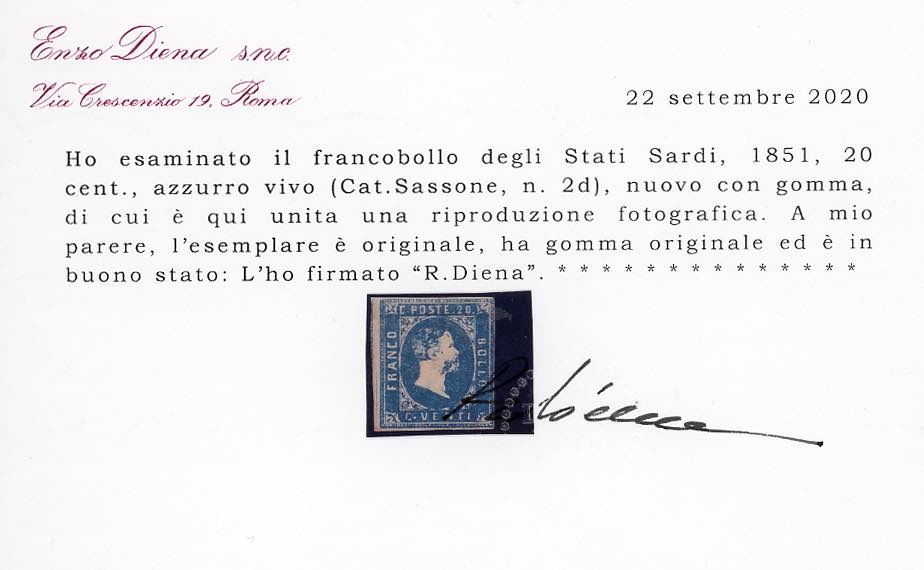 Enzo Diena s.n.c.
Via Crescenzio 19, Roma
22 settembre 2020
Ho esaminato il francobollo degli Stati Sardi, 1851, 20
cent., azzurro vivo (Cat.Sassone, n. 2d), nuovo con gomma,
di cui è qui unita una riproduzione fotografica. A mio
parere, l'esemplare è originale, ha gomma originale ed è in
buono stato: L'ho firmato “R.Diena”. * * * * * * * * * * * * * *
C. POSTE. 20.
FRANCO
BOLLO
C. VENTI